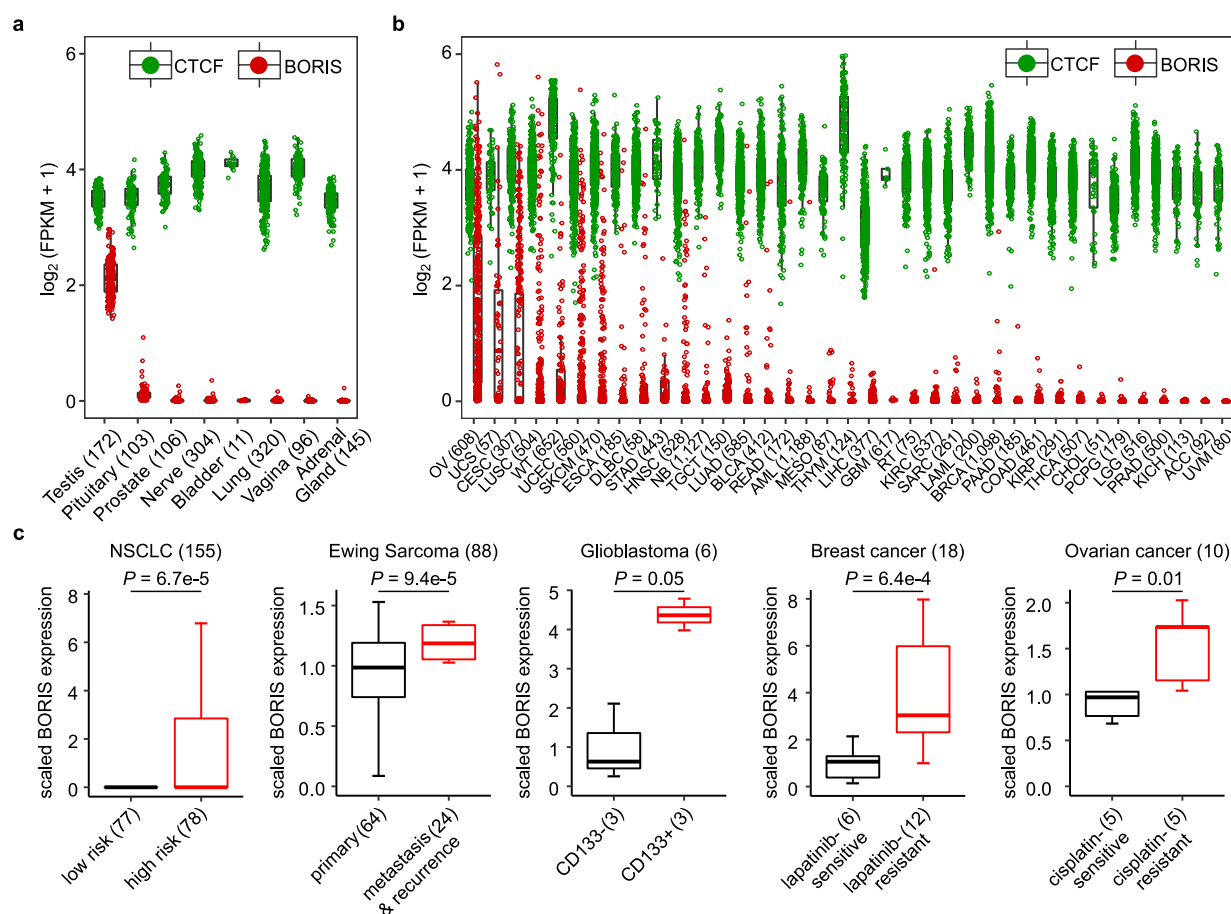 a
6
4
2
0
log2 (FPKM + 1)
CTCF
BORIS
Testis (172)
Pituitary (103)
Prostate (106)
Nerve (304)
Bladder (11)
Lung (320)
Vagina (96)
Adrenal
Gland (145)
b
6
4
2
0
log2 (FPKM + 1)
CTCF
BORIS
OV (608)
UCS (57)
CESC (307)
LUSC (504)
WT (652)
UCEC (560)
SKCM (470)
ESCA (185)
DLBC (58)
STAD (443)
HNSC (528)
NB (1,127)
TGCT (150)
LUAD (585)
BLCA (412)
READ (172)
AML (1,188)
MESO (87)
THYM (124)
LIHC (377)
GBM (617)
RT (75)
KIRC (537)
SARC (261)
LAML (200)
BRCA (1,098)
PAAD (185)
COAD (461)
KIRP (291)
THCA (507)
CHOL (51)
PCPG (179)
LGG (516)
PRAD (500)
KICH (113)
ACC (92)
UVM (80)
c
NSCLC (155)
P = 6.7e-5
scaled BORIS expression
8
6
4
2
0
low risk (77)
high risk (78)
Ewing Sarcoma (88)
P = 9.4e-5
scaled BORIS expression
1.5
1.0
0.5
0.0
primary (64)
metastasis (24)
& recurrence
Glioblastoma (6)
P = 0.05
scaled BORIS expression
5
4
3
2
1
0
CD133-(3)
CD133+(3)
Breast cancer (18)
P = 6.4e-4
scaled BORIS expression
8
6
4
2
0
lapatinib- (6)
sensitive
lapatinib- (12)
resistant
Ovarian cancer (10)
P = 0.01
scaled BORIS expression
2.0
1.5
1.0
0.5
0.0
cisplatin- (5)
sensitive
cisplatin- (5)
resistant